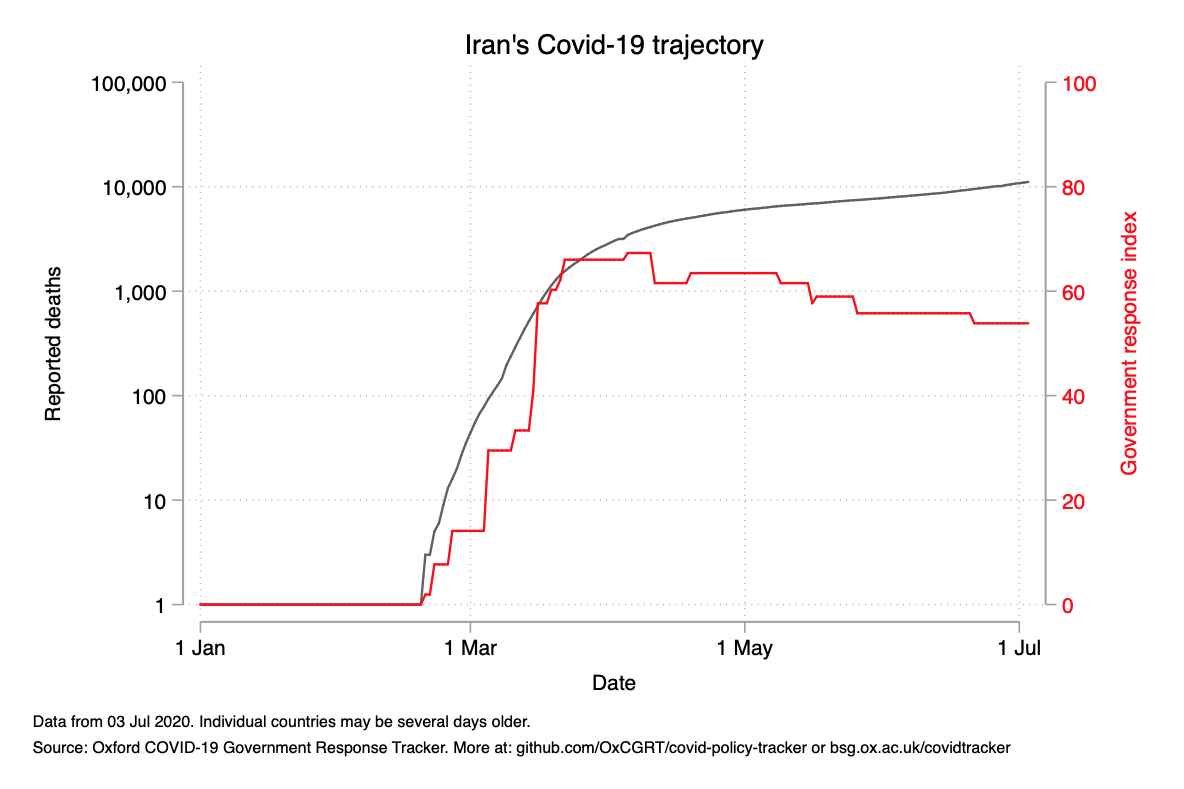 Iran's Covid-19 trajectory
100,000
10,000
1,000
100
10
1
Reported deaths
100
80
60
40
20
0
Government response index
1 Jan
1 Mar
1 May
1 Jul
Date
Data from 03 Jul 2020. Individual countries may be several days older.
Source: Oxford COVID-19 Government Response Tracker. More at: github.com/OxCGRT/covid-policy-tracker or bsg.ox.ac.uk/covidtracker